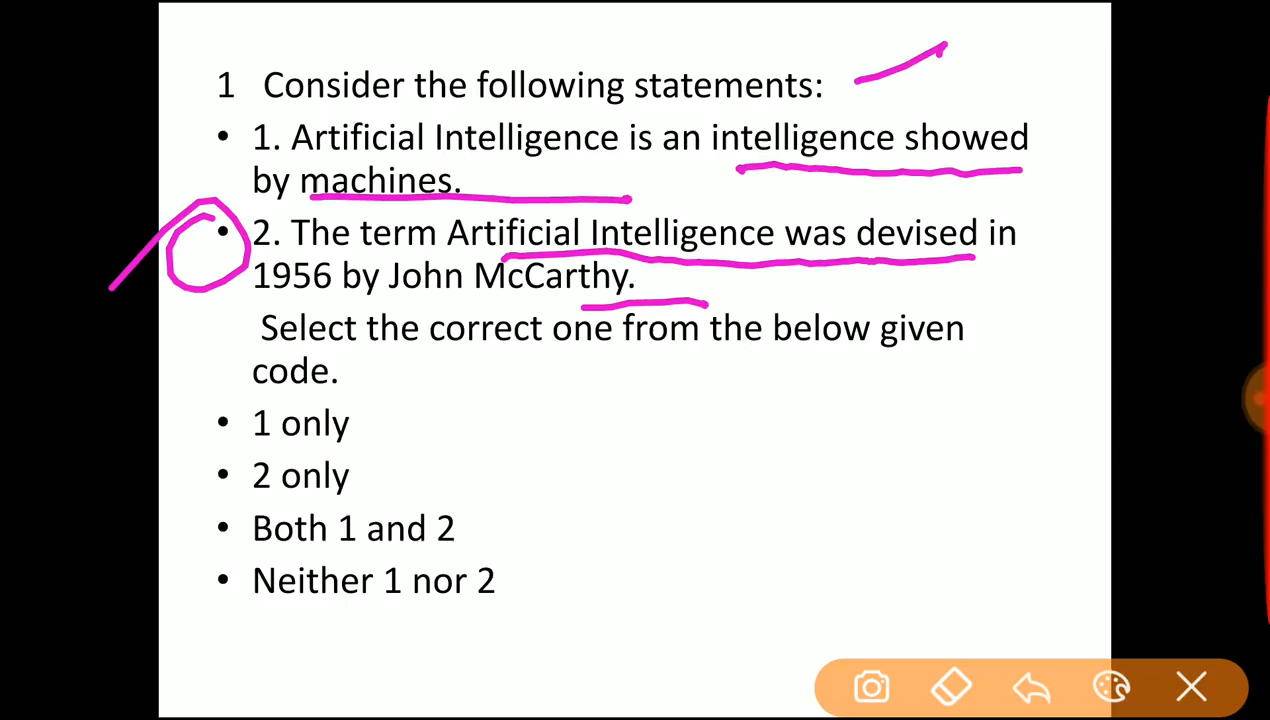 1 Consider the following statements:
• 1. Artificial Intelligence is an intelligence showed
by machines.
• 2. The term Artificial Intelligence was devised in
1956 by John McCarthy.
Select the correct one from the below given
code.
• 1 only
• 2 only
• Both 1 and 2
• Neither 1 nor 2